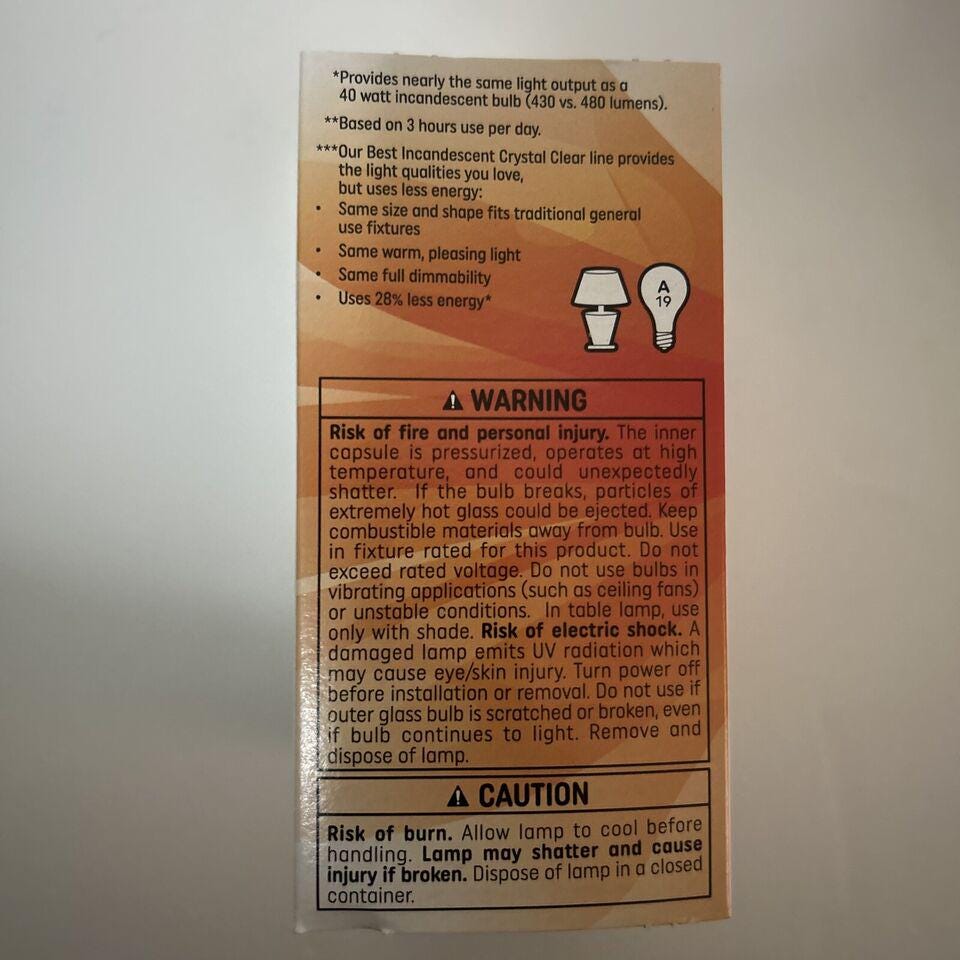 *Provides nearly the same light output as a
40 watt incandescent bulb (430 vs. 480 lumens).
**Based on 3 hours use per day.
***Our Best Incandescent Crystal Clear line provides
the light qualities you love,
but uses less energy:
• Same size and shape fits traditional general
use fixtures
• Same warm, pleasing light
• Same full dimmability
• Uses 28% less energy*
A
19
⚠ WARNING
Risk of fire and personal injury. The inner
capsule is pressurized, operates at high
temperature, and could unexpectedly
shatter. If the bulb breaks, particles of
extremely hot glass could be ejected. Keep
combustible materials away from bulb. Use
in fixture rated for this product. Do not
exceed rated voltage. Do not use bulbs in
vibrating applications (such as ceiling fans)
or unstable conditions. In table lamp, use
only with shade. Risk of electric shock. A
damaged lamp emits UV radiation which
may cause eye/skin injury. Turn power off
before installation or removal. Do not use if
outer glass bulb is scratched or broken, even
if bulb continues to light. Remove and
dispose of lamp.
⚠ CAUTION
Risk of burn. Allow lamp to cool before
handling. Lamp may shatter and cause
injury if broken. Dispose of lamp in a closed
container.